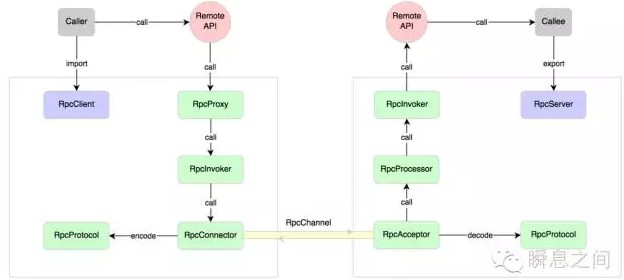 Caller
call
Remote
API
Remote
API
call
Callee
import
call
call
export
RpcClient
RpcProxy
RpcInvoker
RpcServer
call
call
RpcInvoker
RpcProcessor
call
call
RpcChannel
RpcProtocol
encode
RpcConnector
RpcAcceptor
decode
RpcProtocol
瞬息之间